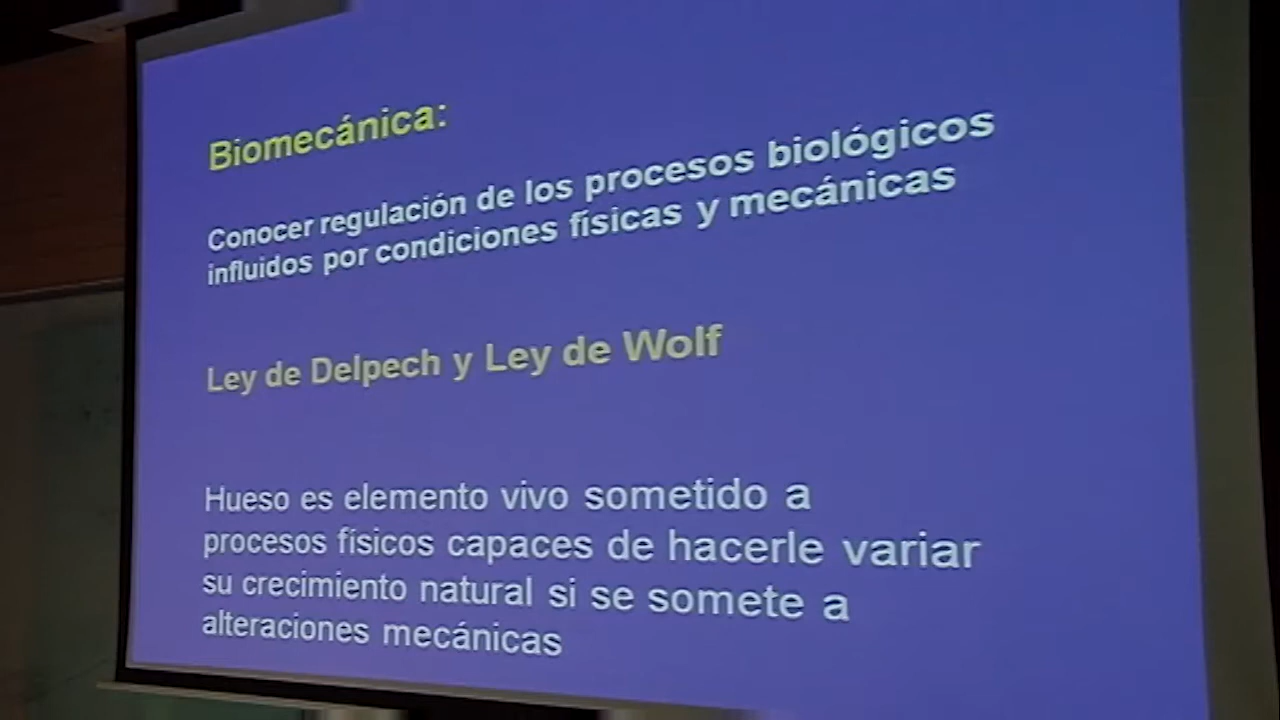 Biomecánica:
Conocer regulación de los procesos biológicos
influidos por condiciones físicas y mecánicas
Ley de Delpech y Ley de Wolf
Hueso es elemento vivo sometido a
procesos físicos capaces de hacerle variar
su crecimiento natural si se somete a
alteraciones mecánicas